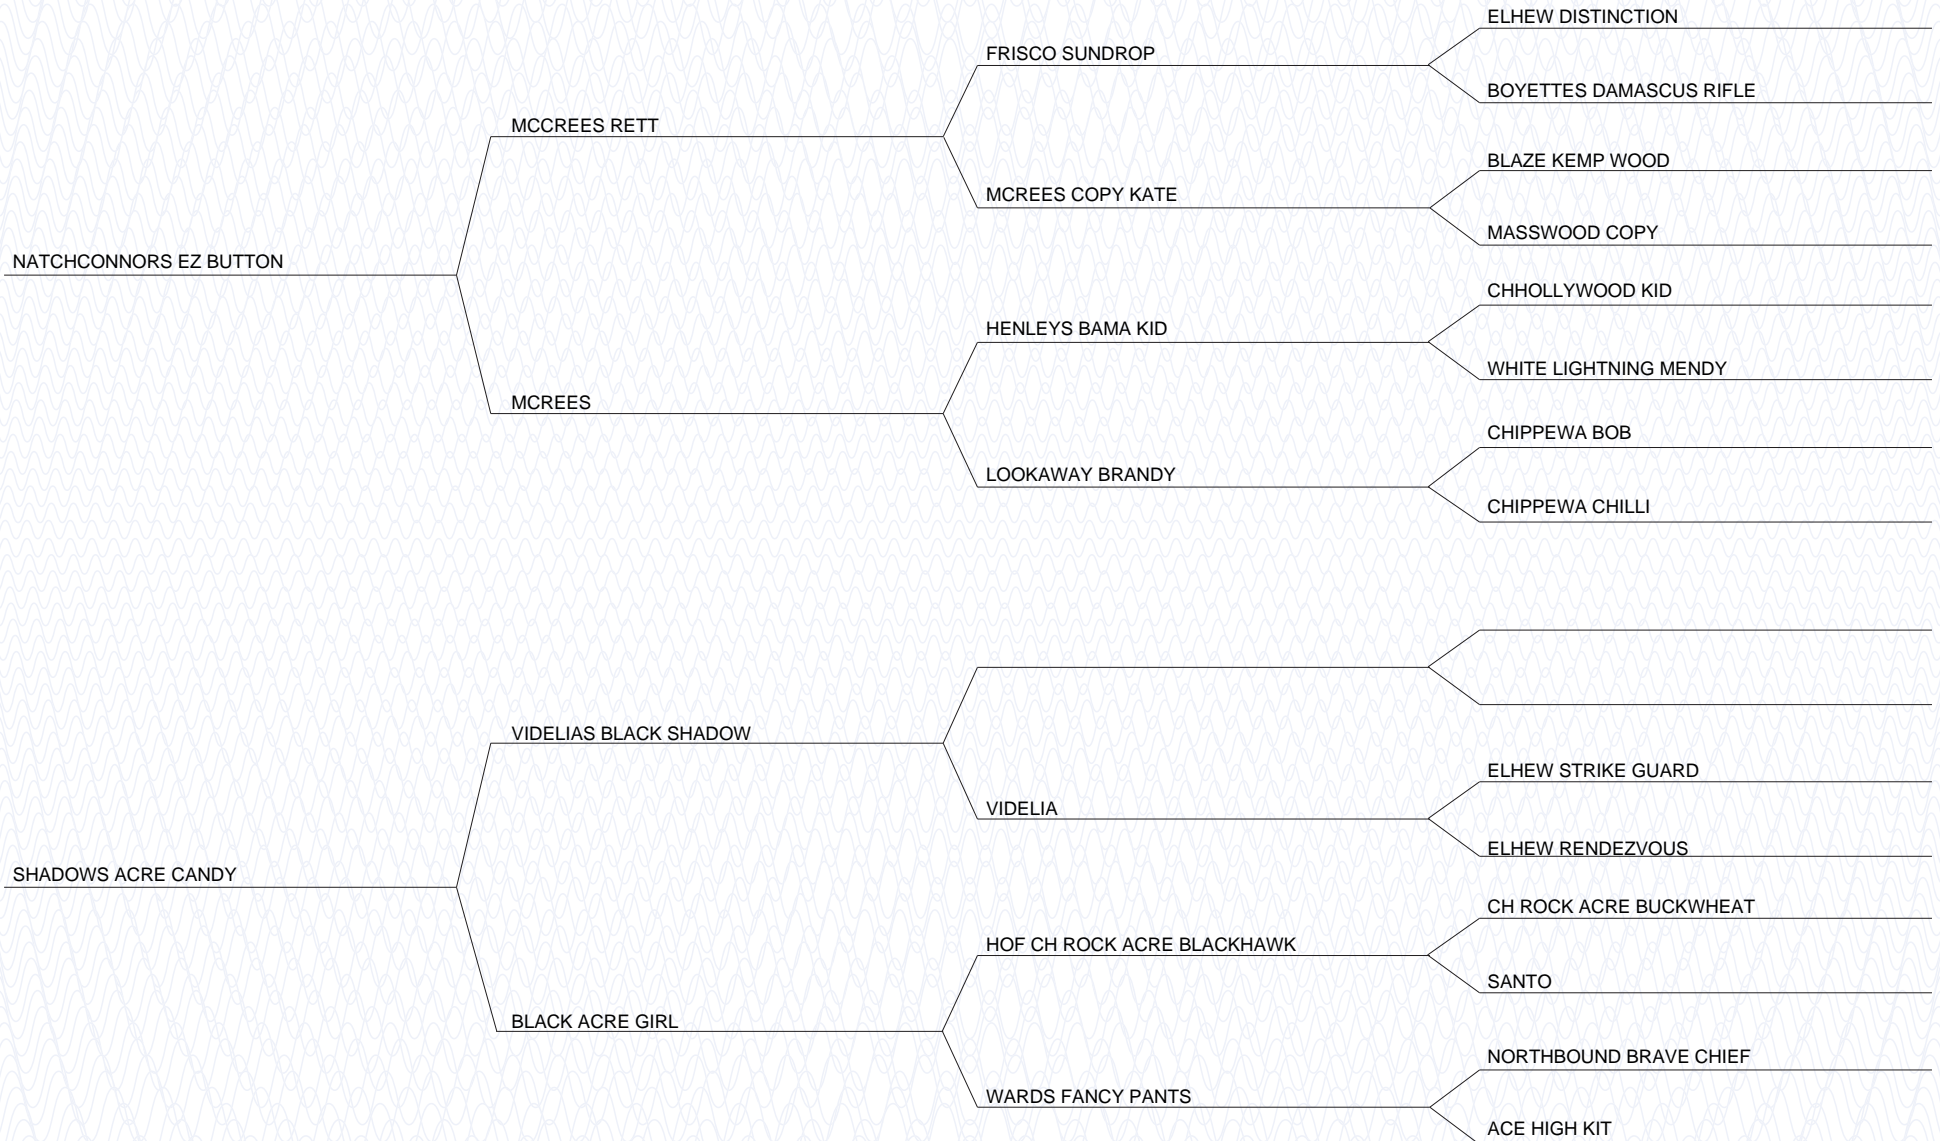 ELHEW DISTINCTION
FRISCO SUNDROP
BOYETTES DAMASCUS RIFLE
MCCREES RETT
BLAZE KEMP WOOD
MCREES COPY KATE
MASSWOOD COPY
NATCHCONNORS EZ BUTTON
CHHOLLYWOOD KID
HENLEYS BAMA KID
WHITE LIGHTNING MENDY
MCREES
CHIPPEWA BOB
LOOKAWAY BRANDY
CHIPPEWA CHILLI
VIDELIAS BLACK SHADOW
ELHEW STRIKE GUARD
VIDELIA
ELHEW RENDEZVOUS
SHADOWS ACRE CANDY
CH ROCK ACRE BUCKWHEAT
HOF CH ROCK ACRE BLACKHAWK
SANTO
BLACK ACRE GIRL
NORTHBOUND BRAVE CHIEF
WARDS FANCY PANTS
ACE HIGH KIT